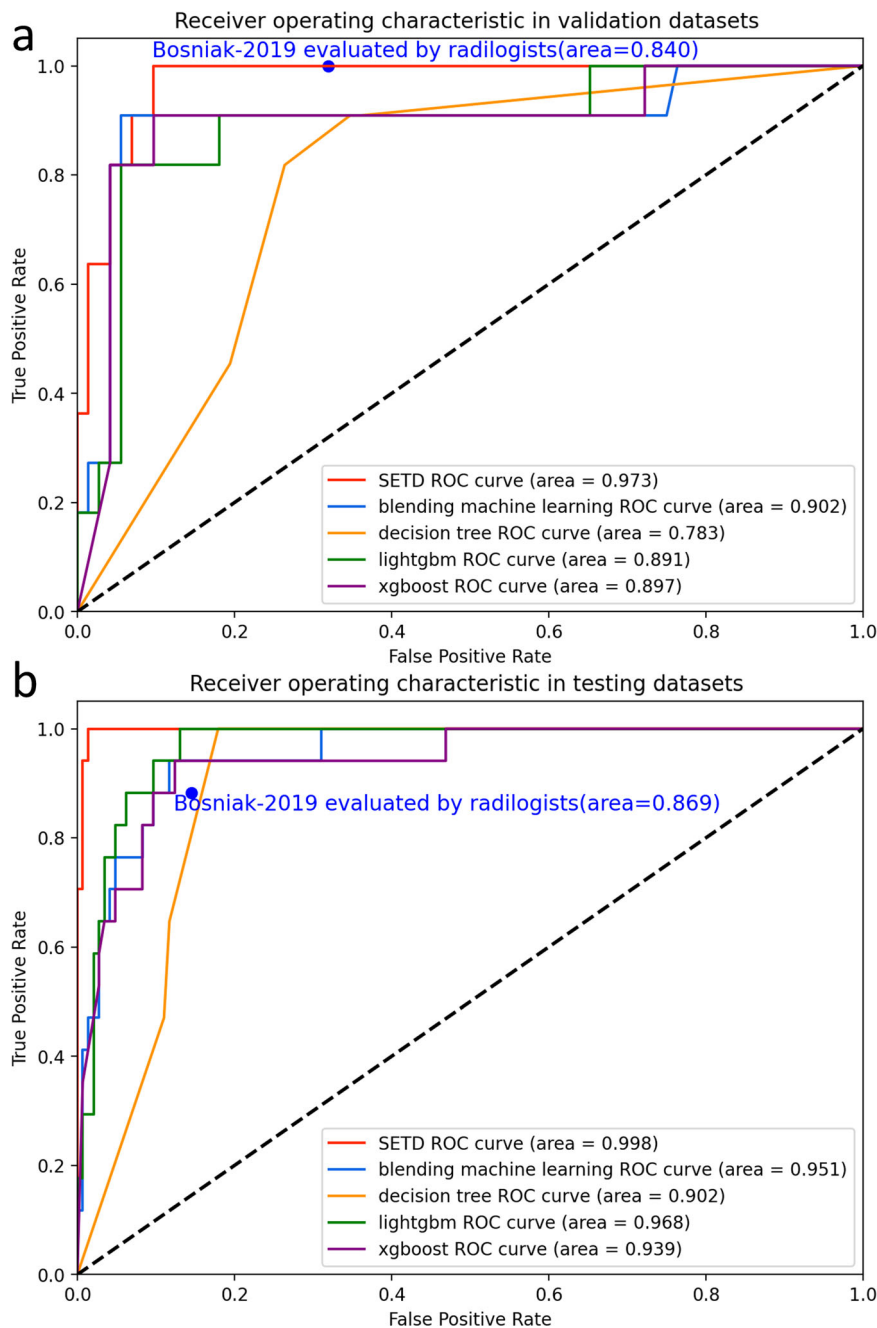 a
Receiver operating characteristic in validation datasets
Bosniak-2019 evaluated by radilogists(area=0.840)
1.0
0.8
0.6
0.4
0.2
0.0
True Positive Rate
SETD ROC curve (area = 0.973)
blending machine learning ROC curve (area = 0.902)
decision tree ROC curve (area = 0.783)
lightgbm ROC curve (area = 0.891)
xgboost ROC curve (area = 0.897)
0.0 0.2 0.4 0.6 0.8 1.0
False Positive Rate
b
Receiver operating characteristic in testing datasets
1.0
0.8
0.6
0.4
0.2
0.0
True Positive Rate
Bosniak-2019 evaluated by radilogists(area=0.869)
SETD ROC curve (area = 0.998)
blending machine learning ROC curve (area = 0.951)
decision tree ROC curve (area = 0.902)
lightgbm ROC curve (area = 0.968)
xgboost ROC curve (area = 0.939)
0.0 0.2 0.4 0.6 0.8 1.0
False Positive Rate